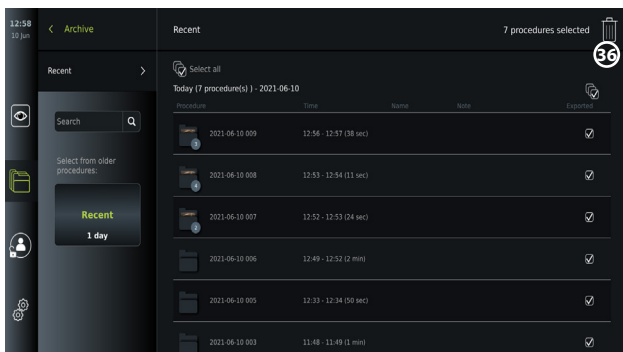 12:58
10 Jun
Archive
Recent
7 procedures selected
36
Recent
Select all
Today (7 procedure(s) ) - 2021-06-10
Procedure Time Name Note Exported
Search
Select from older
procedures:
Recent
1 day
3
2021-06-10 009 12:56 - 12:57 (38 sec)
4
2021-06-10 008 12:53 - 12:54 (11 sec)
2
2021-06-10 007 12:52 - 12:53 (24 sec)
2021-06-10 006 12:49 - 12:52 (2 min)
2021-06-10 005 12:33 - 12:34 (50 sec)
2021-06-10 003 11:48 - 11:49 (1 min)